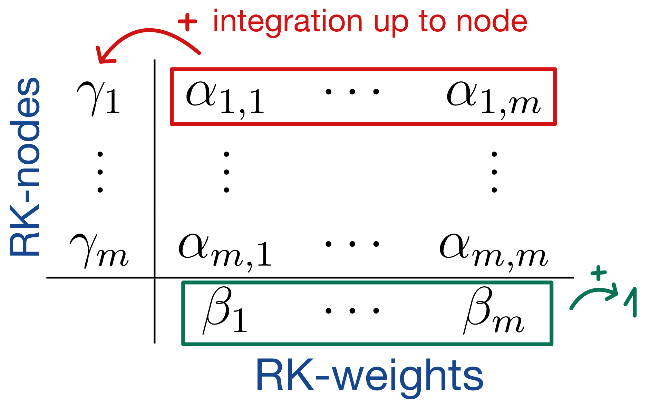 + integration up to node
RK-nodes
γ₁ α₁,₁ ⋯ α₁,ₘ
⋮ ⋮ ⋮
γₘ αₘ,₁ ⋯ αₘ,ₘ
β₁ ⋯ βₘ
+ 1
RK-weights